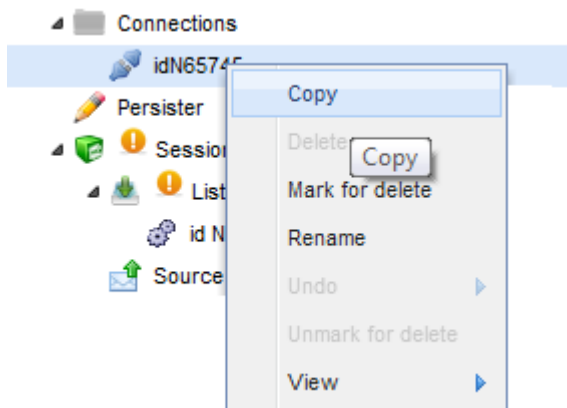 Connections
idN65745
Copy
Persister
Delete
Copy
Session
Mark for delete
List
Rename
id N
Source
Undo
Unmark for delete
View